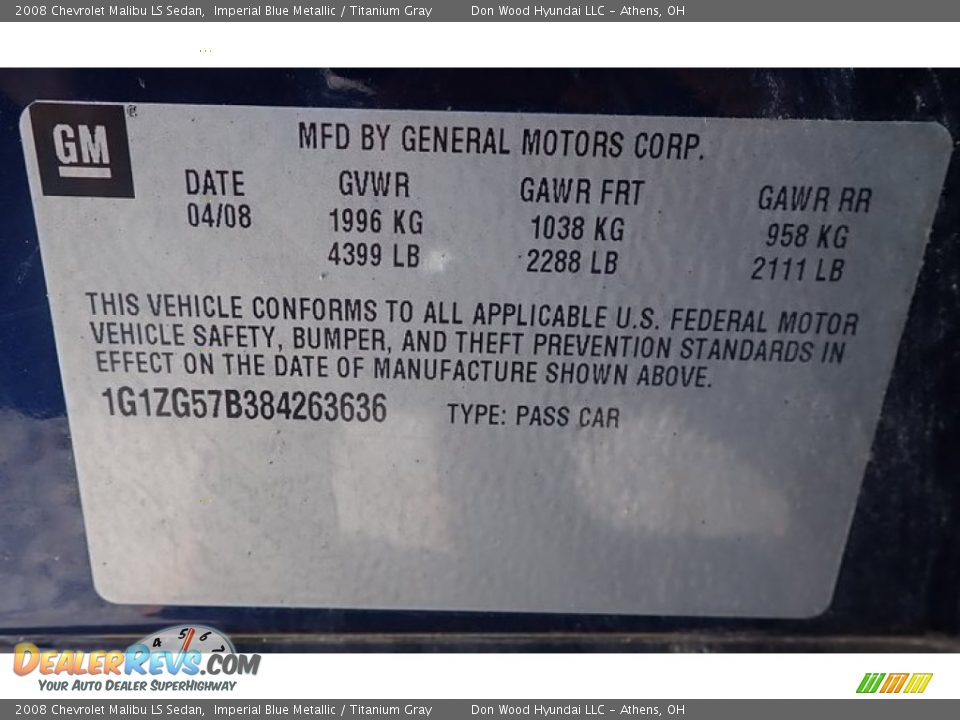 2008 Chevrolet Malibu LS Sedan, Imperial Blue Metallic / Titanium Gray Don Wood Hyundai LLC - Athens, OH
...
GM ®
MFD BY GENERAL MOTORS CORP.
DATE GVWR GAWR FRT GAWR RR
04/08 1996 KG 1038 KG 958 KG
4399 LB 2288 LB 2111 LB
THIS VEHICLE CONFORMS TO ALL APPLICABLE U.S. FEDERAL MOTOR
VEHICLE SAFETY, BUMPER, AND THEFT PREVENTION STANDARDS IN
EFFECT ON THE DATE OF MANUFACTURE SHOWN ABOVE.
1G1ZG57B384263636 TYPE: PASS CAR
4 5 6 7
DEALERREVS.COM
YOUR AUTO DEALER SUPERHIGHWAY
2008 Chevrolet Malibu LS Sedan, Imperial Blue Metallic / Titanium Gray Don Wood Hyundai LLC - Athens, OH